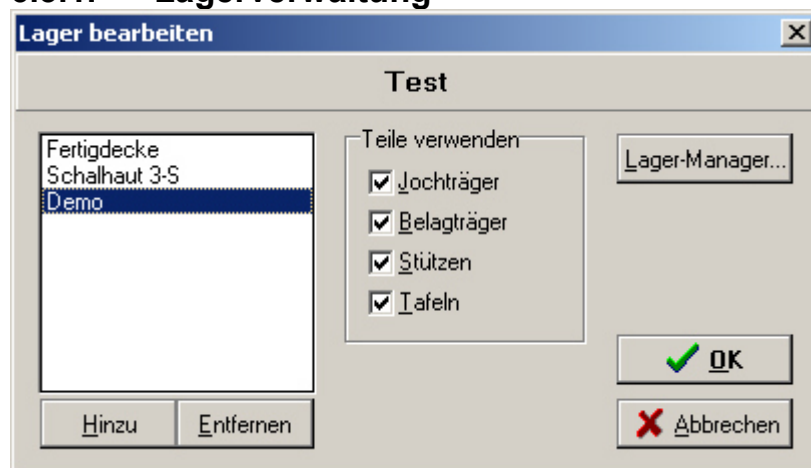 Lagerverwaltung
Lager bearbeiten
Test
Fertigdecke
Schalhaut 3-S
Demo
Teile verwenden
Jochträger
Belagträger
Stützen
Tafeln
Lager-Manager...
OK
Hinzu
Entfernen
Abbrechen